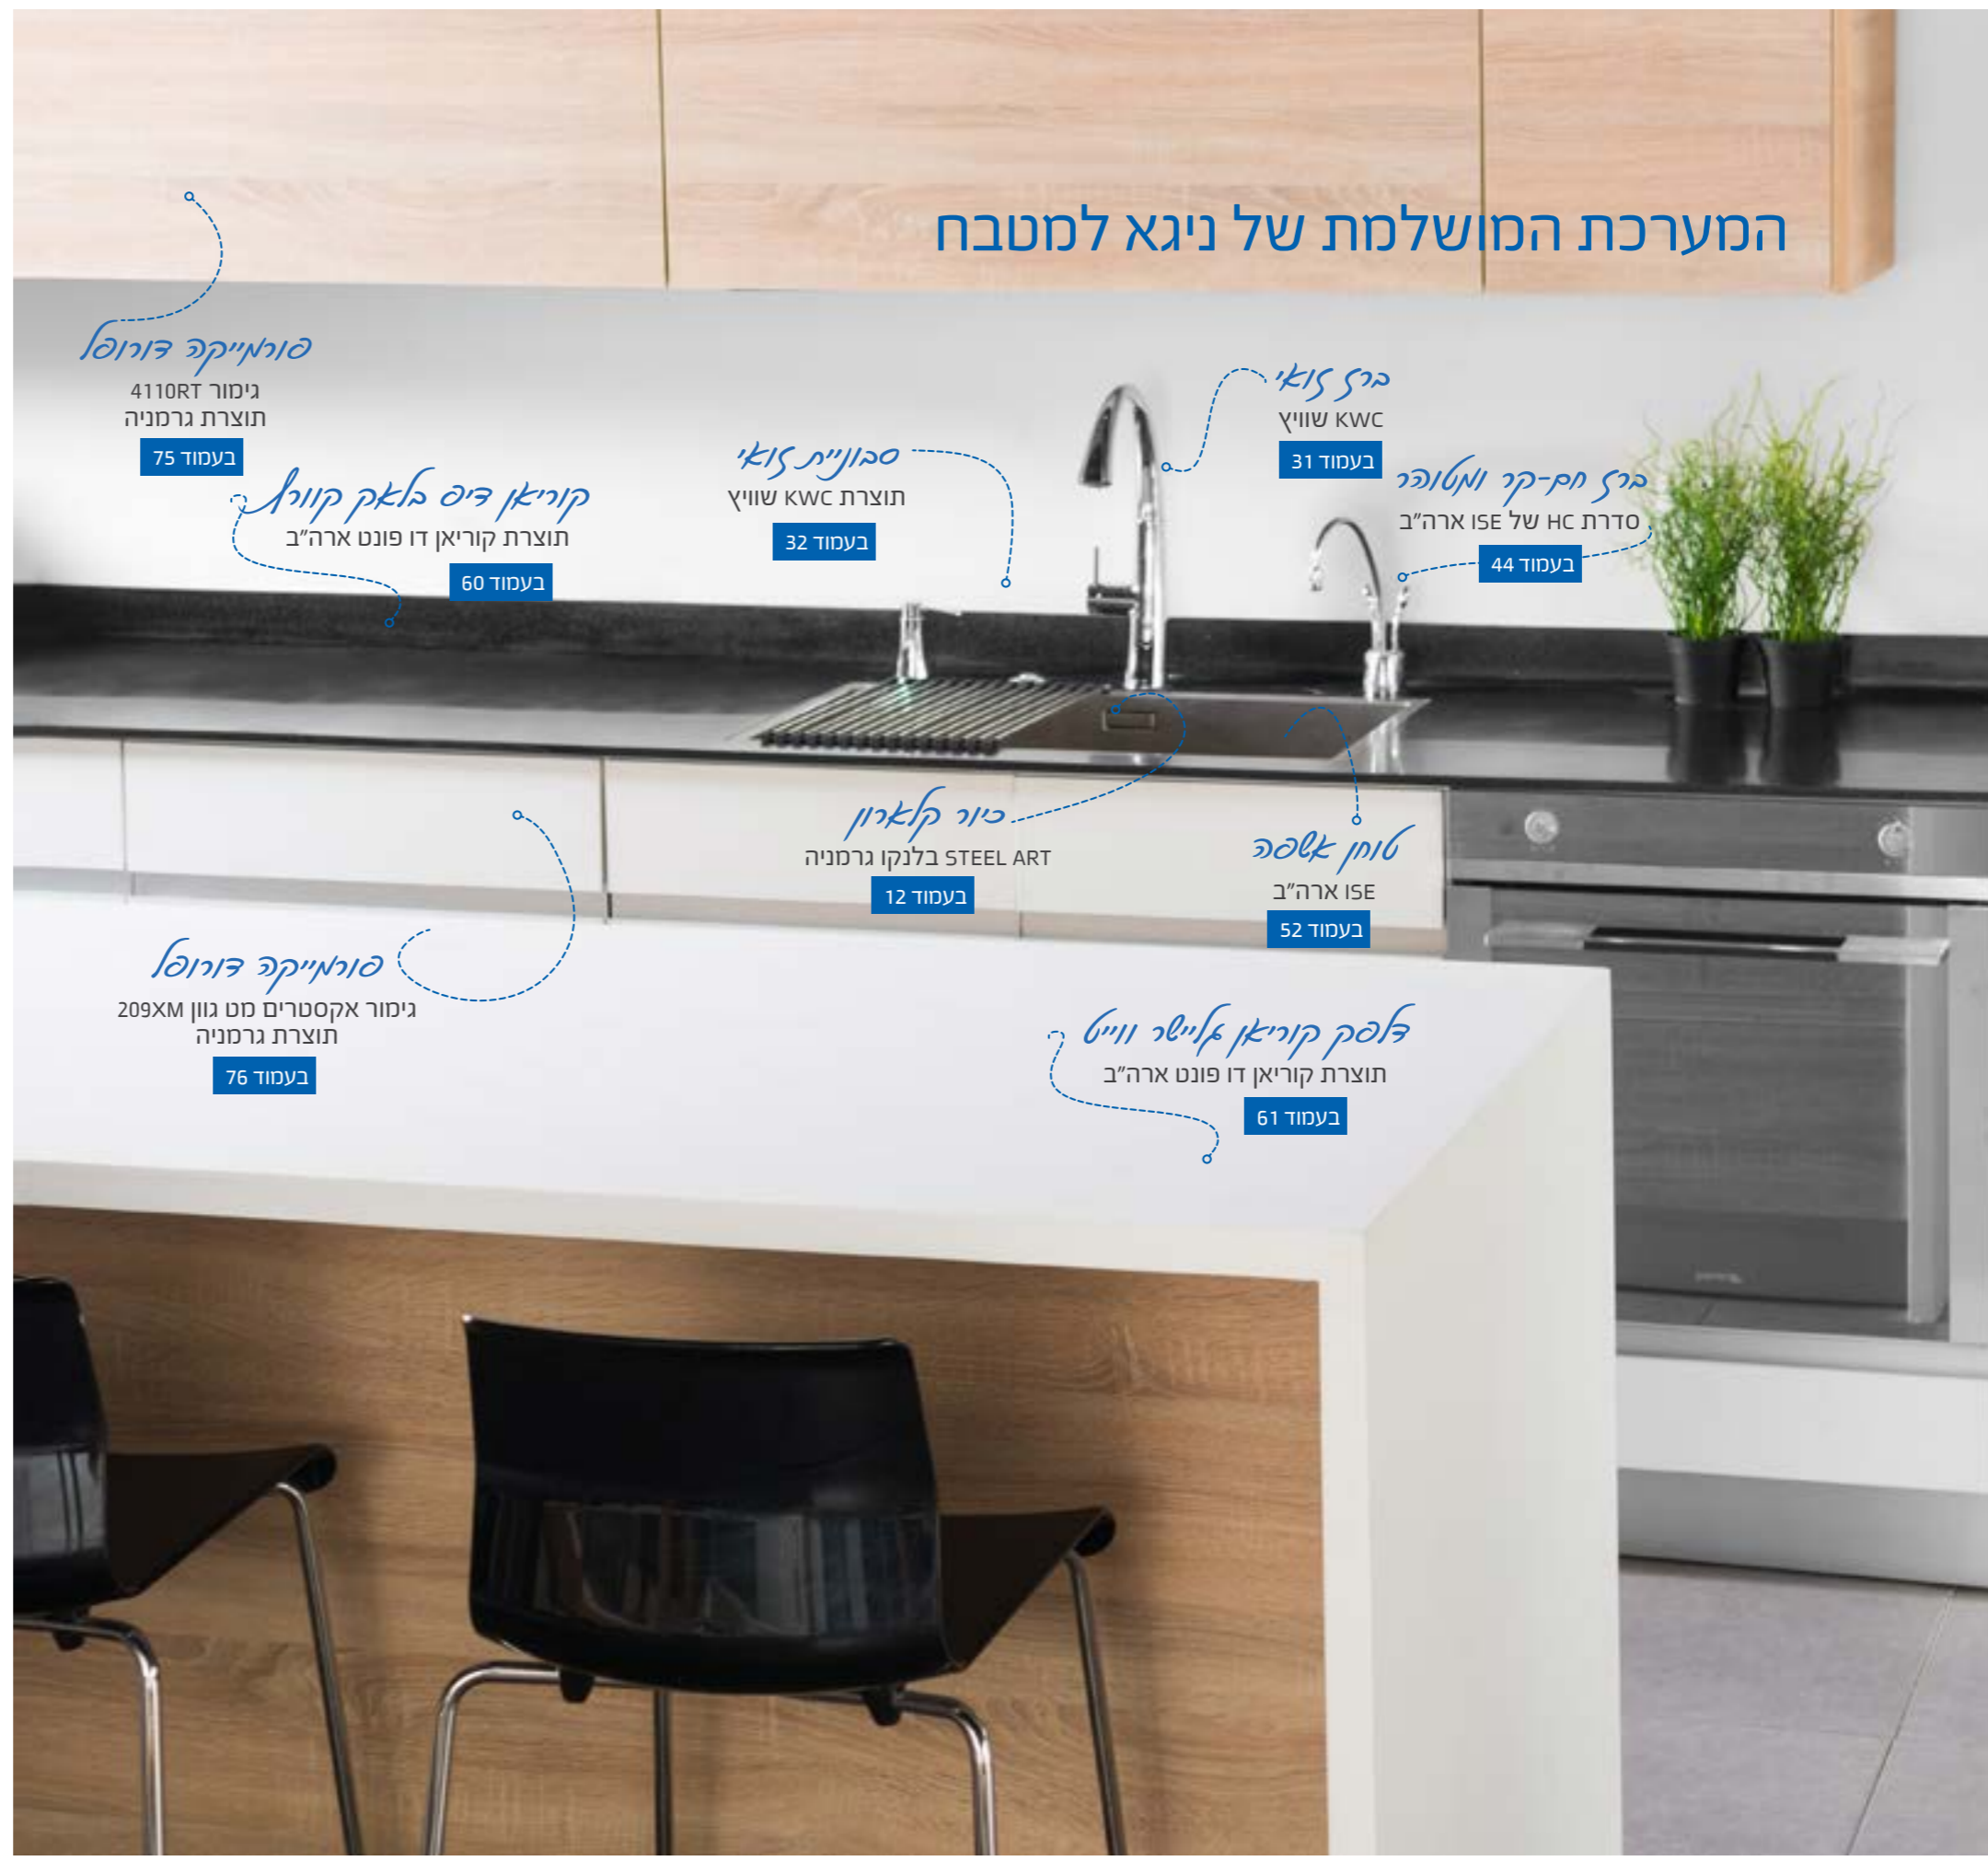 המערכת המושלמת של ניגא למטבח
ברז זואי
KWC שוויץ
בעמוד 31
ברז חם-קר ומטוהר
סדרת HC של ISE ארה"ב
בעמוד 44
סבוניית זואי
תוצרת KWC שוויץ
בעמוד 32
פורמייקה דורופל
גימור 4110RT
תוצרת גרמניה
בעמוד 75
קוריאן דיפ בלאק קוורץ
תוצרת קוריאן דו פונט ארה"ב
בעמוד 60
טוחן אשפה
ISE ארה"ב
בעמוד 52
כיור קלארון
STEEL ART בלנקו גרמניה
בעמוד 12
פורמייקה דורופל
גימור אקסטרים מט גוון 209XM
תוצרת גרמניה
בעמוד 76
דלפק קוריאן גליישר ווייט
תוצרת קוריאן דו פונט ארה"ב
בעמוד 61